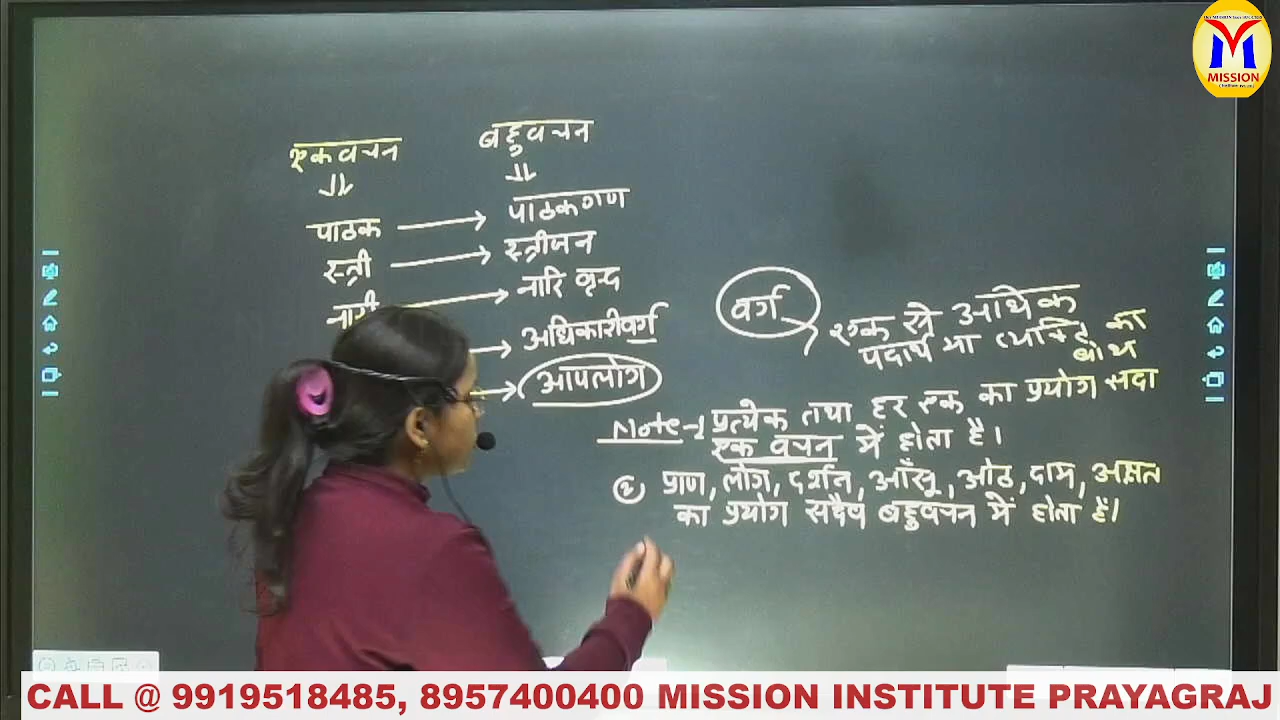 एकवचन
बहुवचन
पाठक
पाठकगण
स्त्री
स्त्रीजन
नारी
नारि वृन्द
अधिकारीवर्ग
आपलोग
वर्ग
एक से अधिक
पदार्थ या व्यक्ति का
बोध
Note-1 प्रत्येक तथा हर एक का प्रयोग सदा
एक वचन में होता है।
② प्राण, लोग, दर्शन, आँसू, ओठ, दाम, अक्षत
का प्रयोग सदैव बहुवचन में होता है।
MISSION
CALL @ 9919518485, 8957400400 MISSION INSTITUTE PRAYAGRAJ